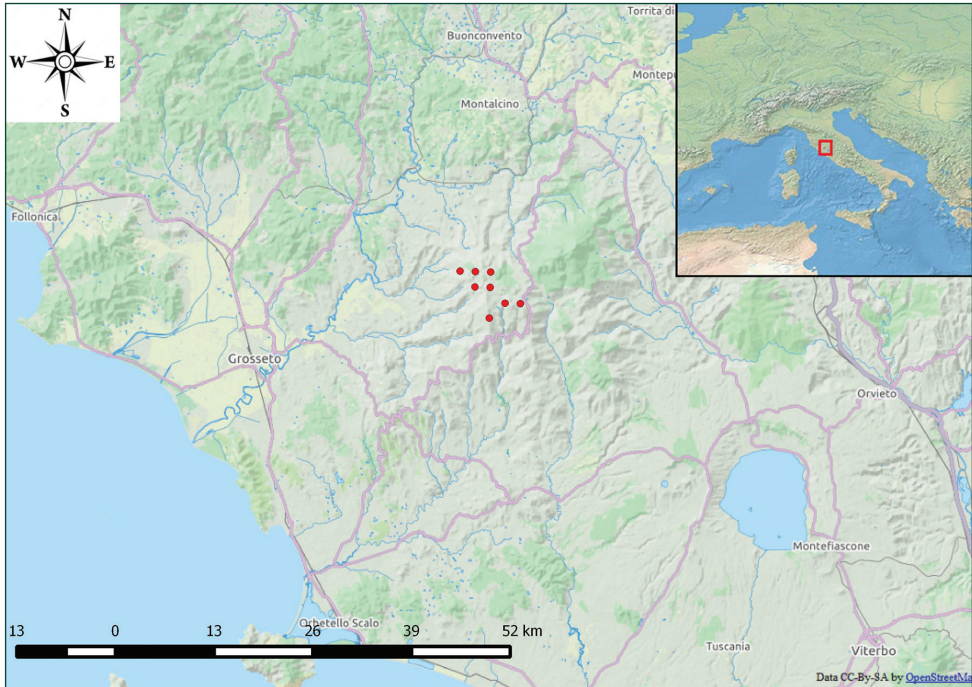 N
W E
S
Torrita di
Buonconvento
Montepu
Montalcino
Follonica
Grosseto
Orvieto
Montefiascone
Orbetello Scalo
13 0 13 26 39 52 km
Tuscania
Viterbo
Data CC-By-SA by OpenStreetMa